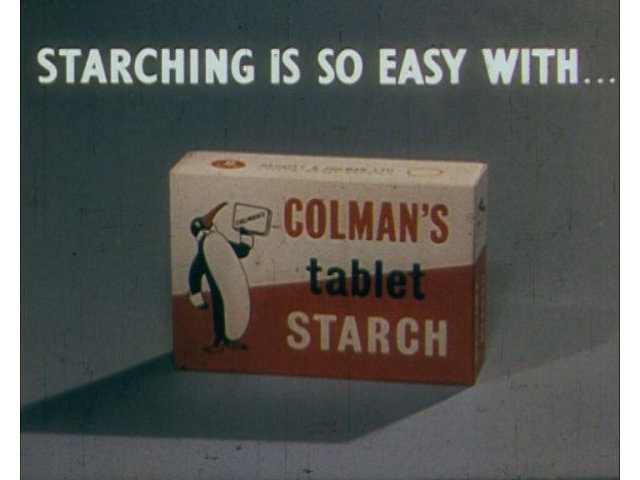 STARCHING IS SO EASY WITH...
COLMAN'S
tablet
STARCH